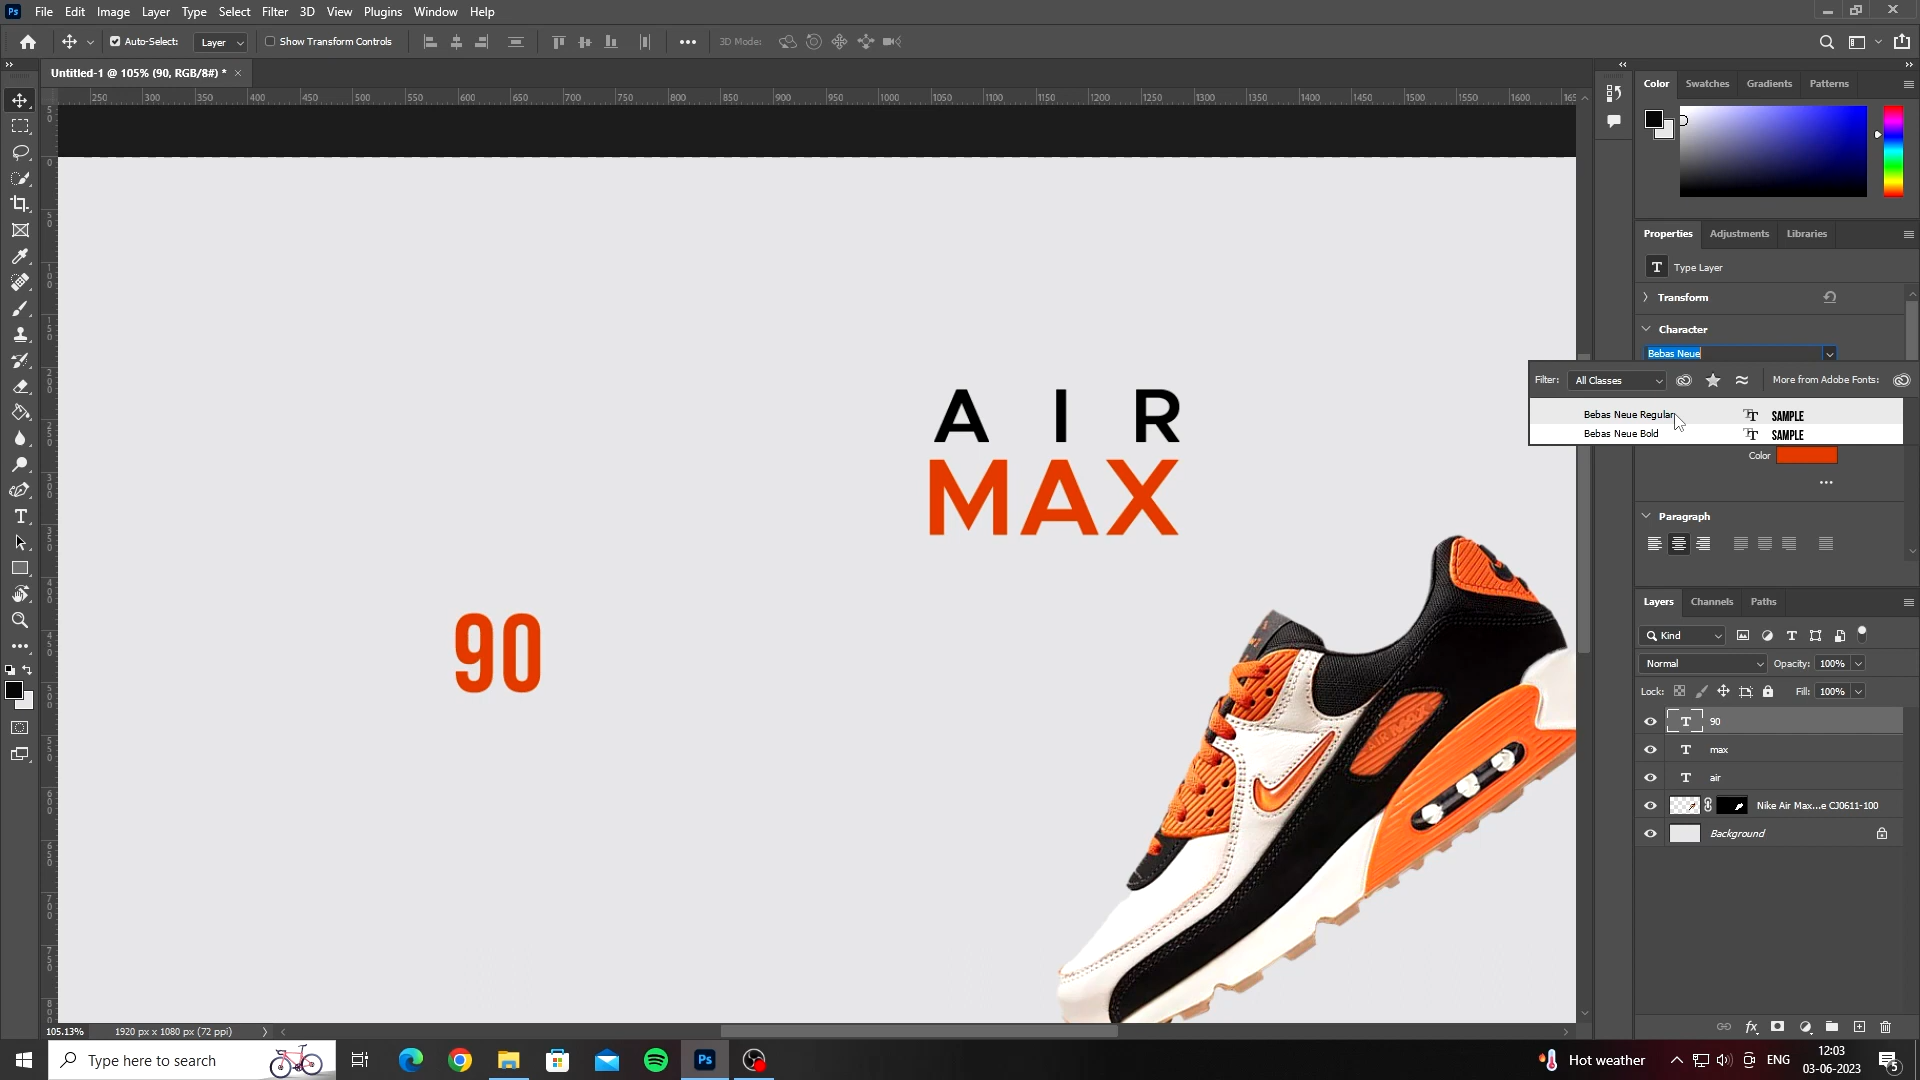 Ps File Edit Image Layer Type Select Filter 3D View Plugins Window Help
Auto-Select: Layer Show Transform Controls 3D Mode:
Untitled-1 @ 105% (90, RGB/8#) *
250 300 350 400 450 500 550 600 650 700 750 800 850 900 950 1000 1050 1100 1150 1200 1250 1300 1350 1400 1450 1500 1550 1600
Color Swatches Gradients Patterns
Properties Adjustments Libraries
T Type Layer
Transform
Character
Bebas Neue
Filter: All Classes More from Adobe Fonts:
Bebas Neue Regular SAMPLE
Bebas Neue Bold SAMPLE
Color
Paragraph
AIR
MAX
90
AIR MAX
Layers Channels Paths
Kind
Normal Opacity: 100%
Lock: Fill: 100%
T 90
T max
T air
Nike Air Max...e CJ0611-100
Background
105.13% 1920 px x 1080 px (72 ppi)
Type here to search
Ps
Hot weather
ENG
12:03
03-06-2023
5